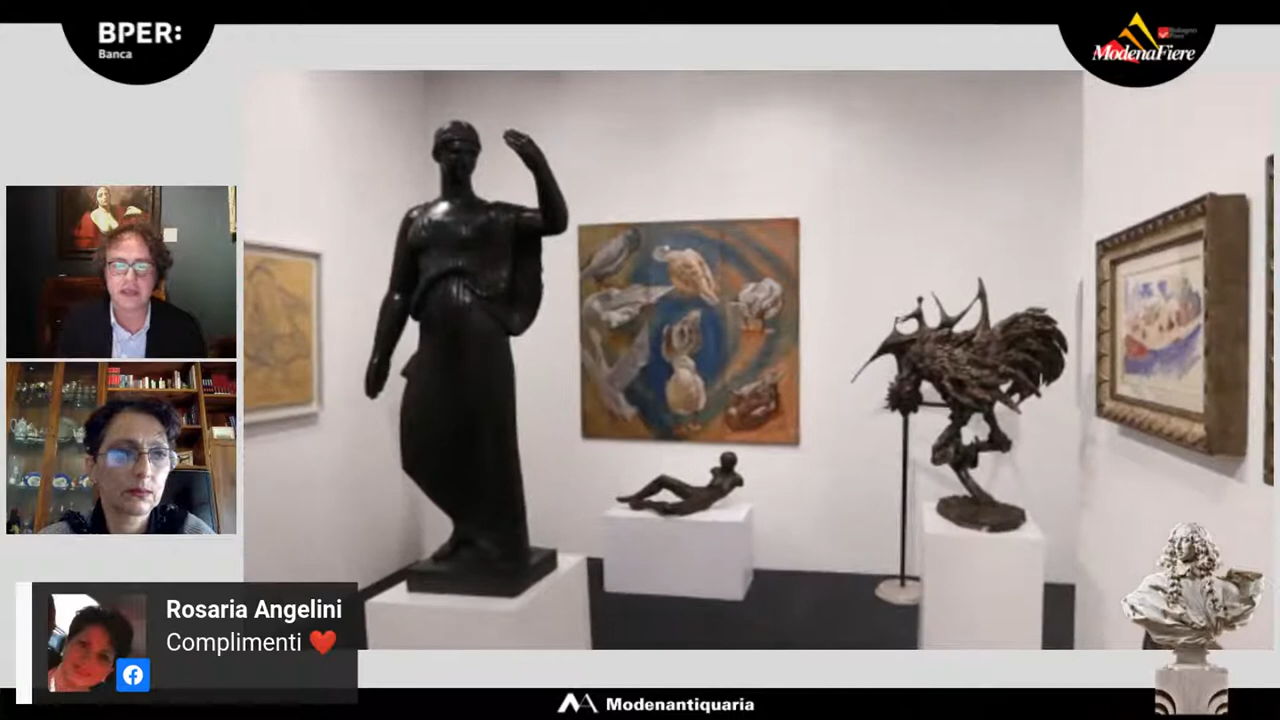 BPER:
Banca
ModenaFiere
Rosaria Angelini
Complimenti ❤️
Modenantiquaria